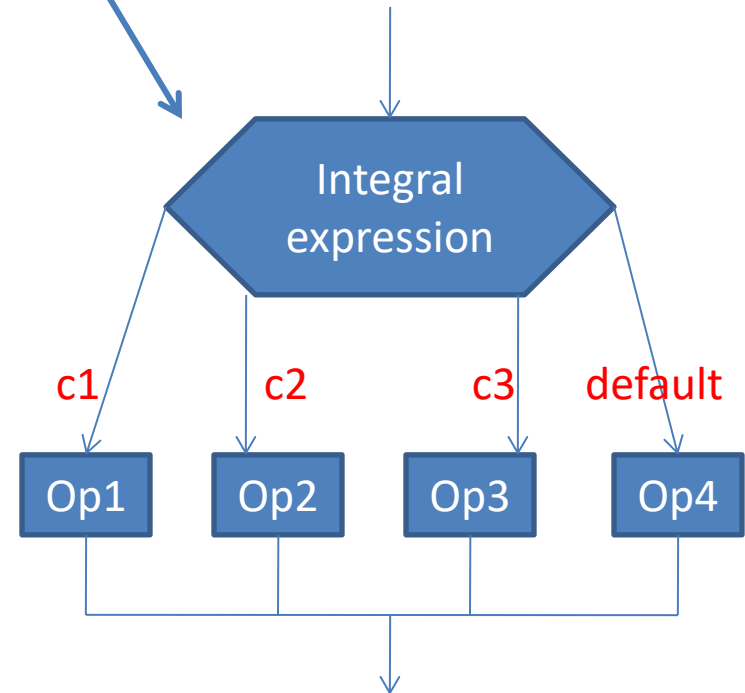 Integral
expression
c1 c2 c3 default
Op1 Op2 Op3 Op4